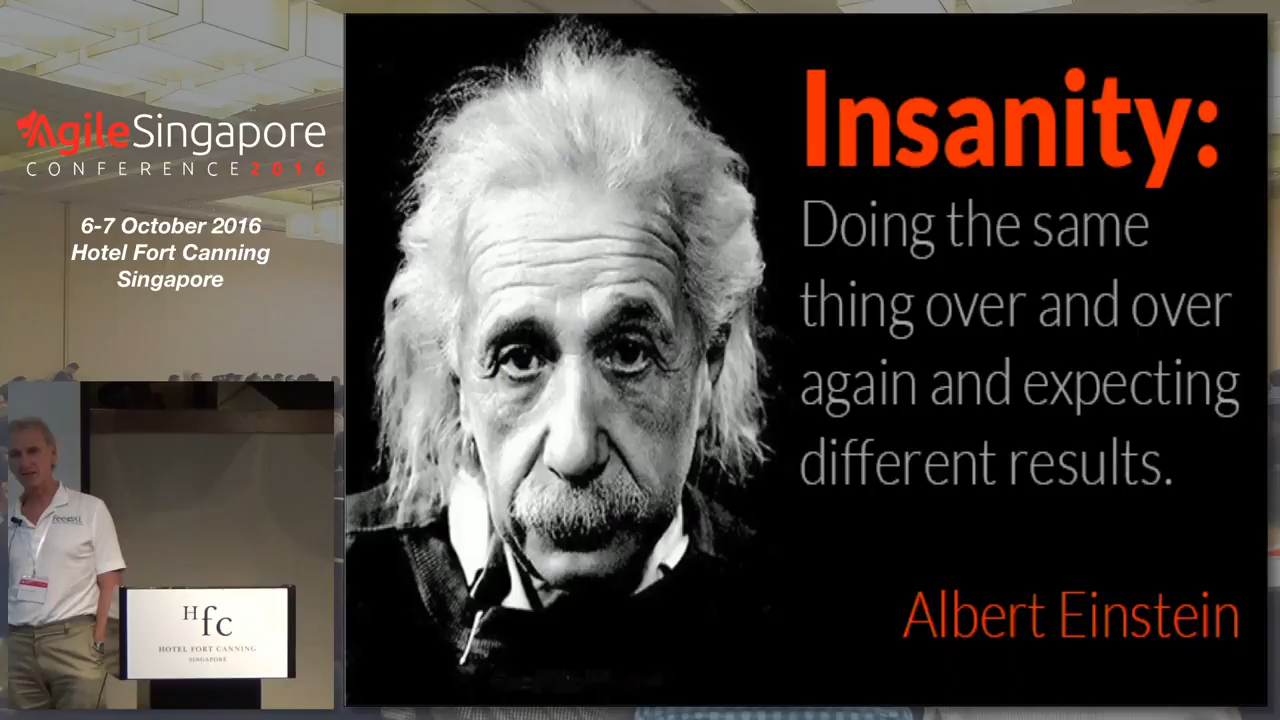 AgileSingapore
CONFERENCE2016
6-7 October 2016
Hotel Fort Canning
Singapore
Hfc
HOTEL FORT CANNING
SINGAPORE
Insanity:
Doing the same
thing over and over
again and expecting
different results.
Albert Einstein